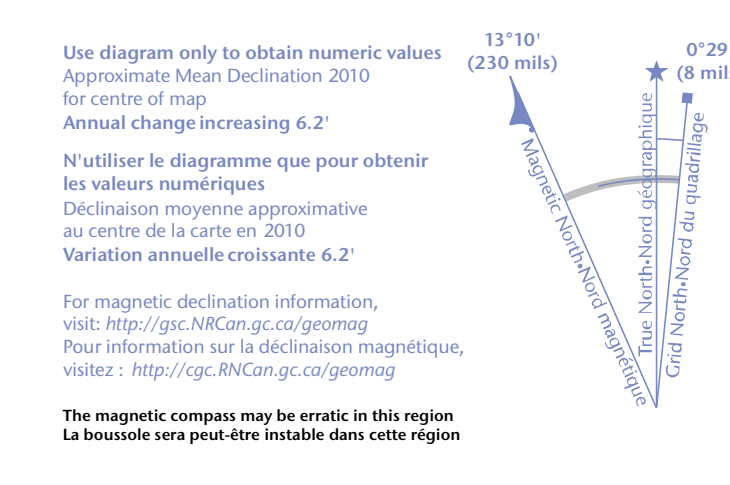 Use diagram only to obtain numeric values
Approximate Mean Declination 2010
for centre of map
Annual change increasing 6.2'
N'utiliser le diagramme que pour obtenir
les valeurs numériques
Déclinaison moyenne approximative
au centre de la carte en 2010
Variation annuelle croissante 6.2'
For magnetic declination information,
visit: http://gsc.NRCan.gc.ca/geomag
Pour information sur la déclinaison magnétique,
visitez : http://cgc.RNCan.gc.ca/geomag
The magnetic compass may be erratic in this region
La boussole sera peut-être instable dans cette région
13°10'
(230 mils)
0°29
(8 mil
Magnetic North•Nord magnétique
True North•Nord géographique
Grid North•Nord du quadrillage